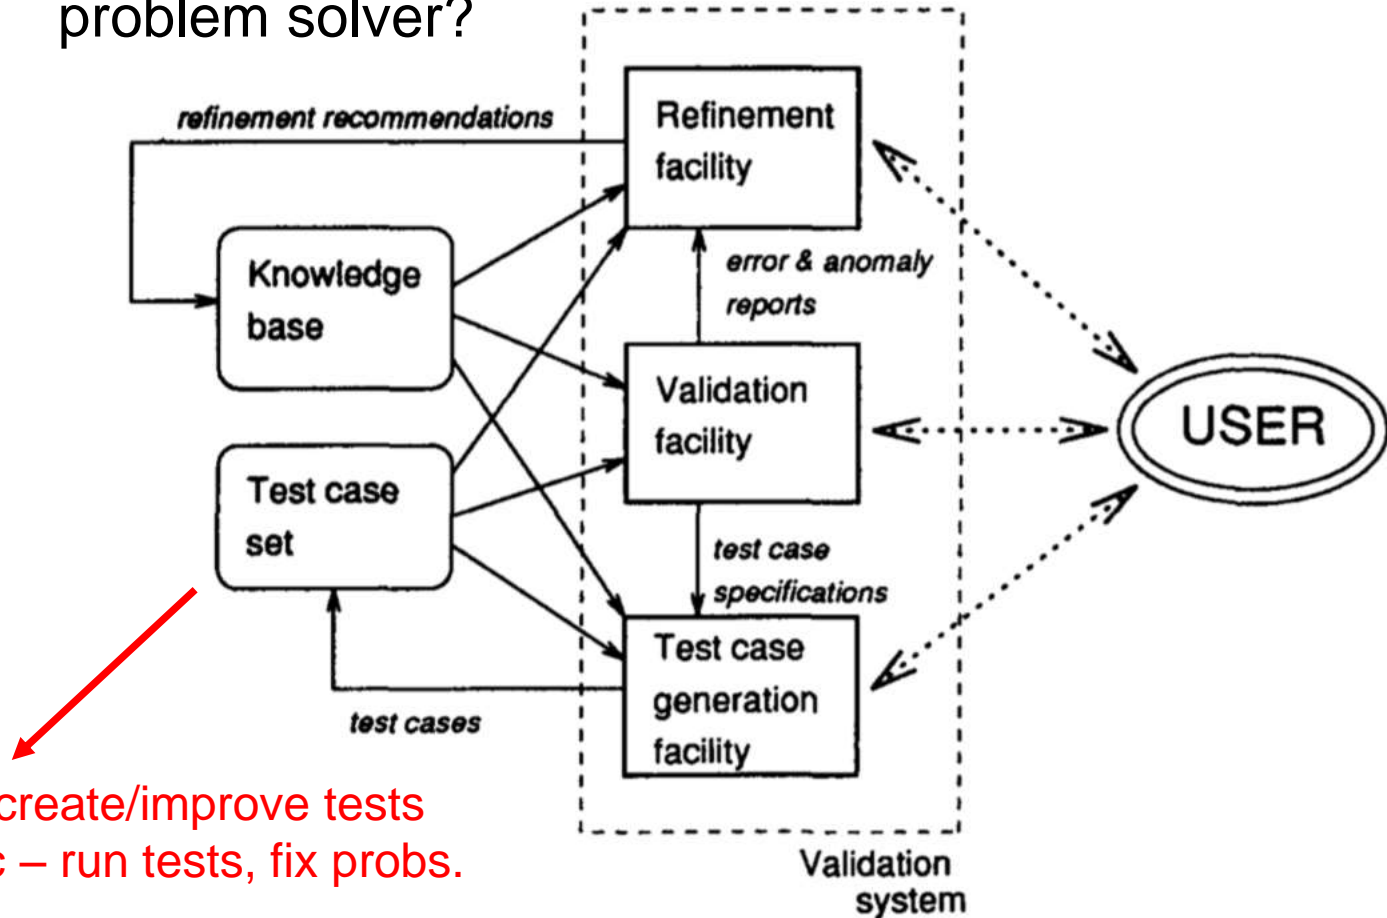 problem solver?
refinement recommendations
Refinement
facility
error & anomaly
reports
Knowledge
base
Validation
facility
USER
Test case
set
test case
specifications
Test case
generation
facility
test cases
create/improve tests
– run tests, fix probs.
Validation
system